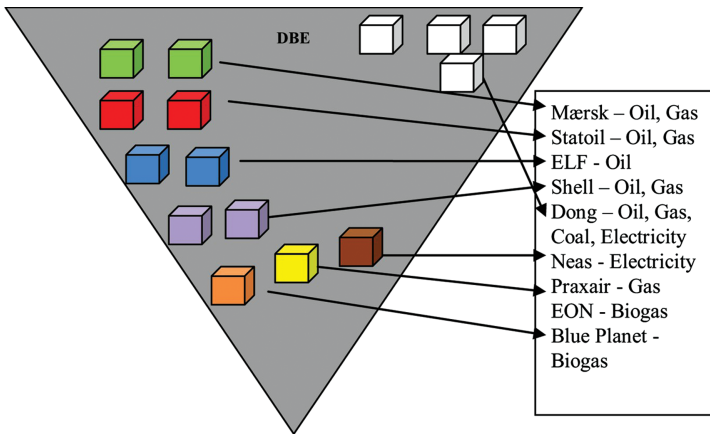 DBE
Mærsk – Oil, Gas
Statoil – Oil, Gas
ELF - Oil
Shell – Oil, Gas
Dong – Oil, Gas,
Coal, Electricity
Neas - Electricity
Praxair - Gas
EON - Biogas
Blue Planet -
Biogas